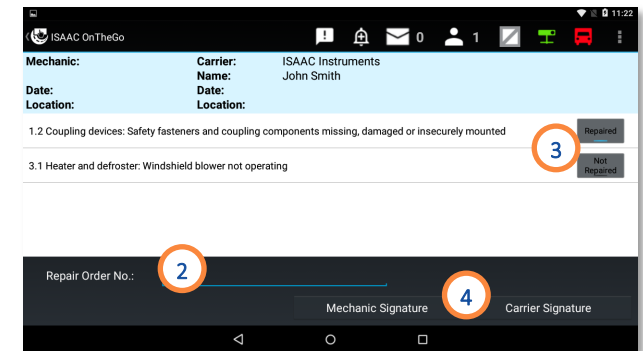 11:22
ISAAC OnTheGo 0 1
Mechanic: Carrier: ISAAC Instruments
Name: John Smith
Date: Date:
Location: Location:
1.2 Coupling devices: Safety fasteners and coupling components missing, damaged or insecurely mounted Repaired
3
3.1 Heater and defroster: Windshield blower not operating Not Repaired
Repair Order No.: 2
Mechanic Signature 4 Carrier Signature